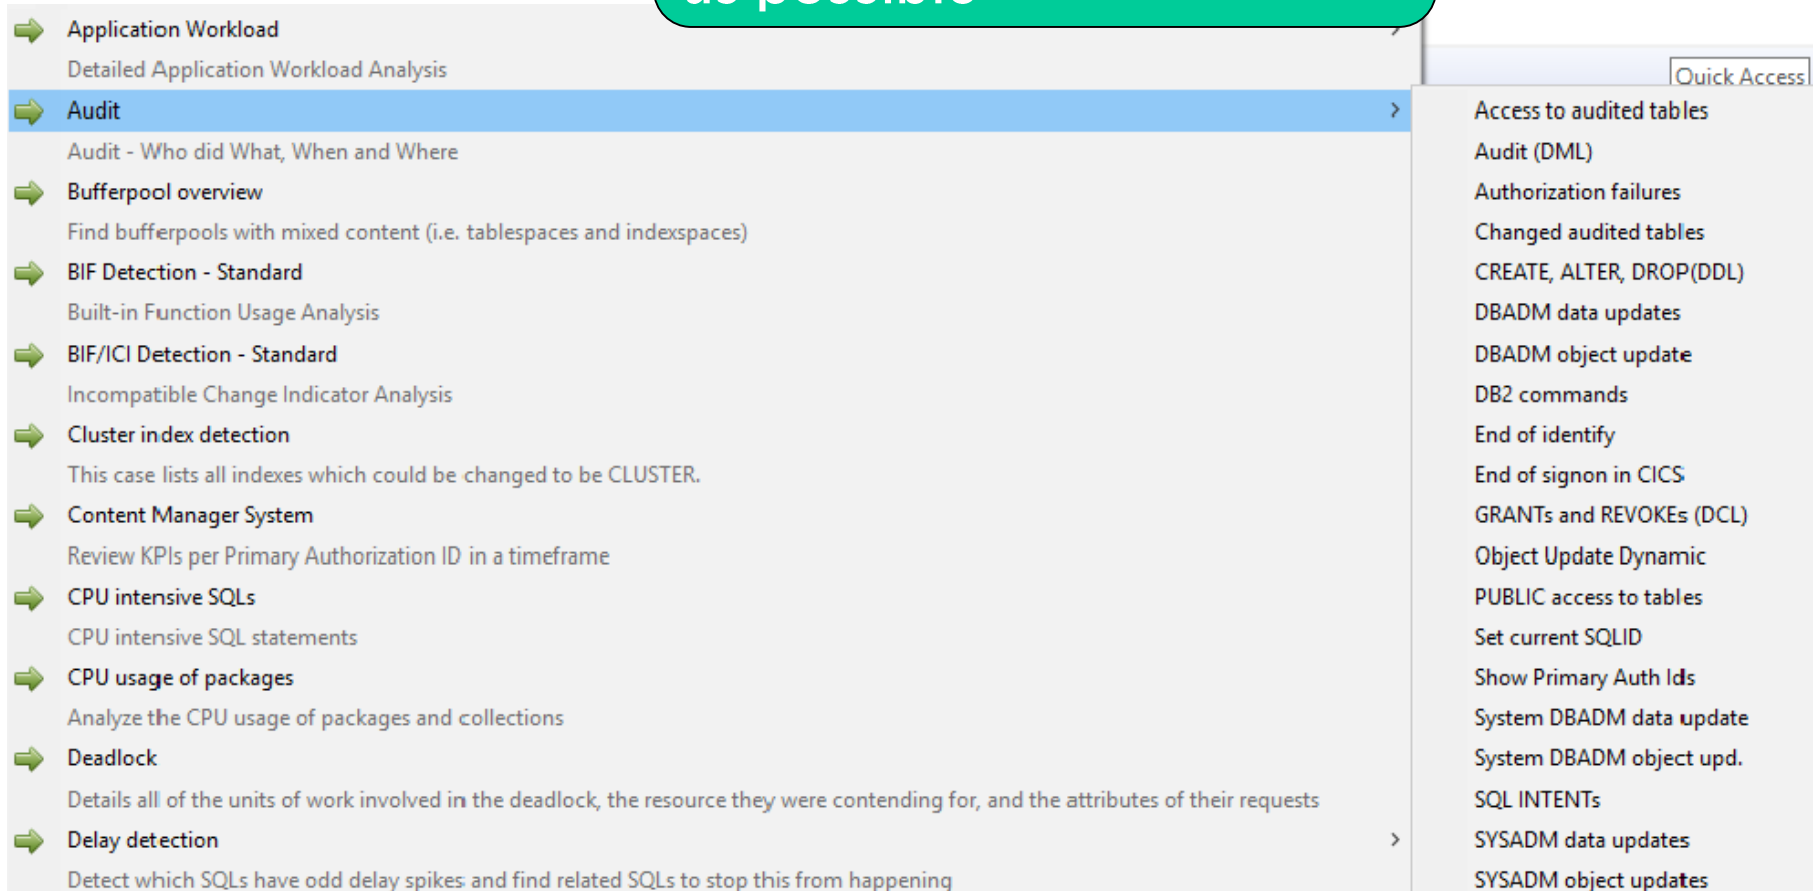 as possible
Application Workload
Detailed Application Workload Analysis
Audit
Audit - Who did What, When and Where
Bufferpool overview
Find bufferpools with mixed content (i.e. tablespaces and indexspaces)
BIF Detection - Standard
Built-in Function Usage Analysis
BIF/ICI Detection - Standard
Incompatible Change Indicator Analysis
Cluster index detection
This case lists all indexes which could be changed to be CLUSTER.
Content Manager System
Review KPIs per Primary Authorization ID in a timeframe
CPU intensive SQLs
CPU intensive SQL statements
CPU usage of packages
Analyze the CPU usage of packages and collections
Deadlock
Details all of the units of work involved in the deadlock, the resource they were contending for, and the attributes of their requests
Delay detection
Detect which SQLs have odd delay spikes and find related SQLs to stop this from happening
Quick Access
Access to audited tables
Audit (DML)
Authorization failures
Changed audited tables
CREATE, ALTER, DROP(DDL)
DBADM data updates
DBADM object update
DB2 commands
End of identify
End of signon in CICS
GRANTs and REVOKEs (DCL)
Object Update Dynamic
PUBLIC access to tables
Set current SQLID
Show Primary Auth Ids
System DBADM data update
System DBADM object upd.
SQL INTENTs
SYSADM data updates
SYSADM object updates